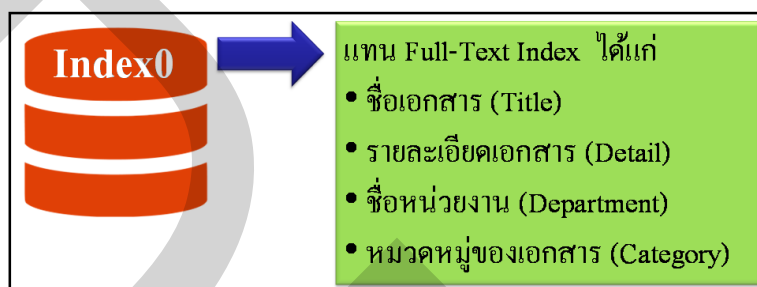 Index0
แทน Full-Text Index ได้แก่
• ชื่อเอกสาร (Title)
• รายละเอียดเอกสาร (Detail)
• ชื่อหน่วยงาน (Department)
• หมวดหมู่ของเอกสาร (Category)